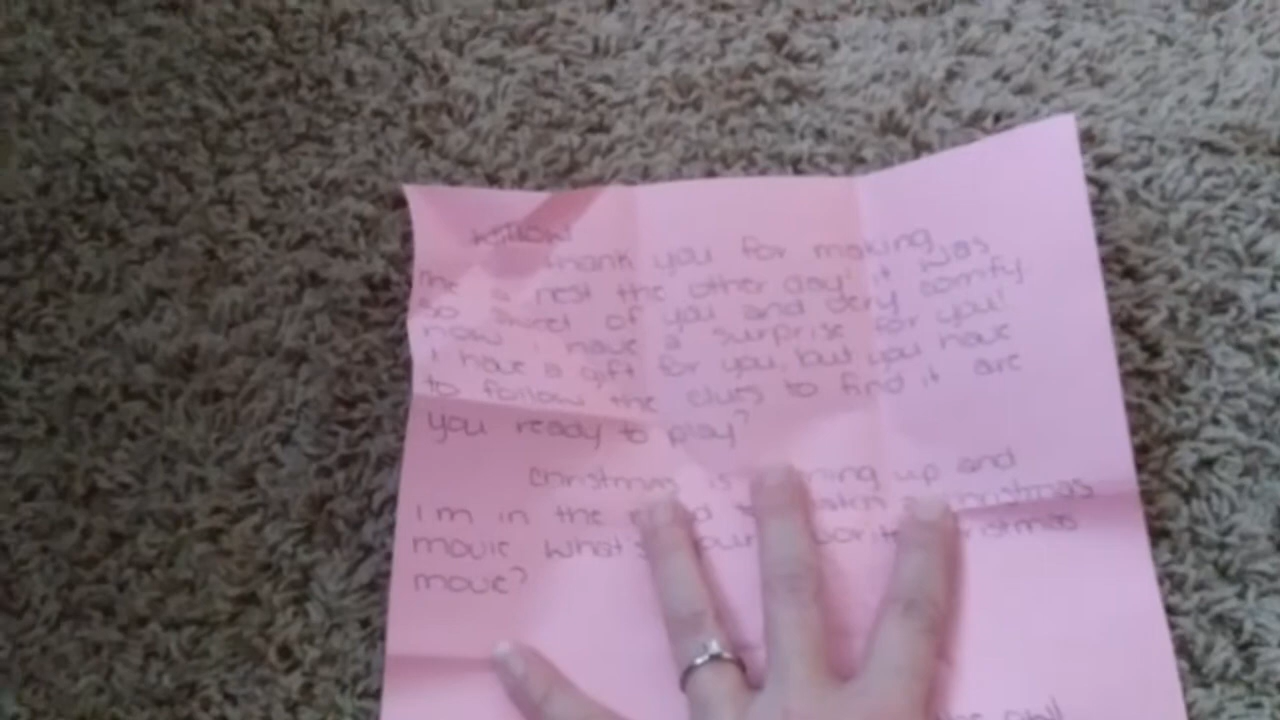 Willow
Thank you for making
me a nest the other day! it was
so sweet of you and very comfy
now i have a surprise for you!
I have a gift for you, but you have
to follow the clues to find it are
you ready to play?
Christmas is up and
I'm in the Christmas
movie what's
movie?